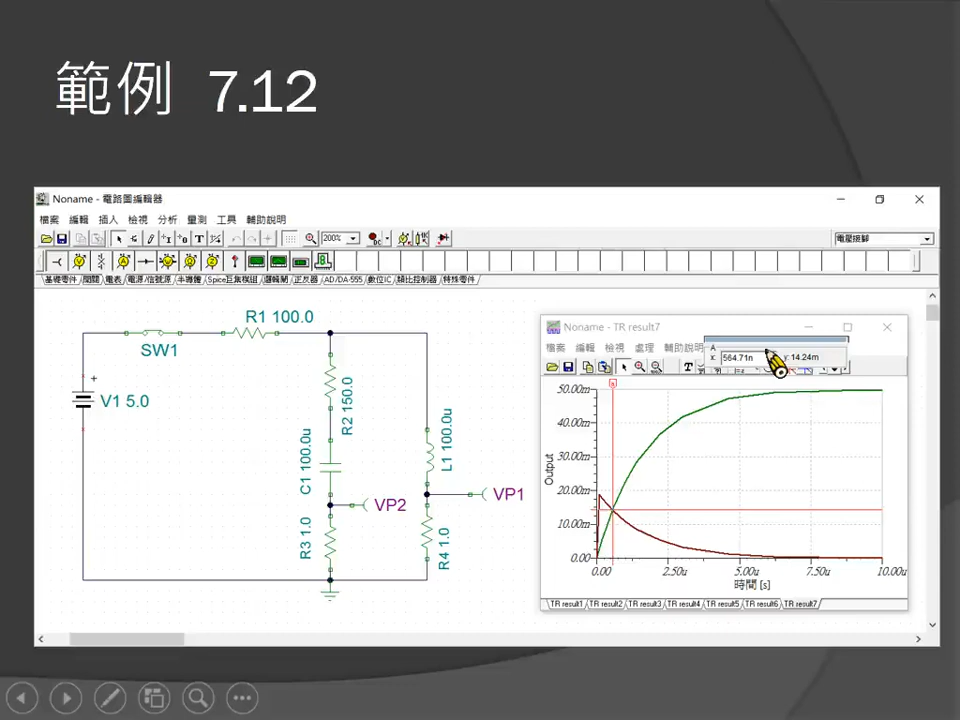 範例 7.12
Noname - 電路圖編輯器
檔案 編輯 插入 檢視 分析 量測 工具 輔助說明
200%
電壓接腳
基礎零件 開關 電表 電源/信號源 半導體 Spice巨集模組 邏輯閘 正反器 AD/DA-555 數位IC 類比控制器 特殊零件
SW1
R1 100.0
V1 5.0
R2 150.0
C1 100.0u
R3 1.0
L1 100.0u
R4 1.0
VP2
VP1
Noname - TR result7
檔案 編輯 檢視 處理 輔助說明
A
x: 564.71n y: 14.24m
50.00m
40.00m
30.00m
20.00m
10.00m
0.00
Output
a
0.00 2.50u 5.00u 7.50u 10.00u
時間 [s]
TR result1 TR result2 TR result3 TR result4 TR result5 TR result6 TR result7